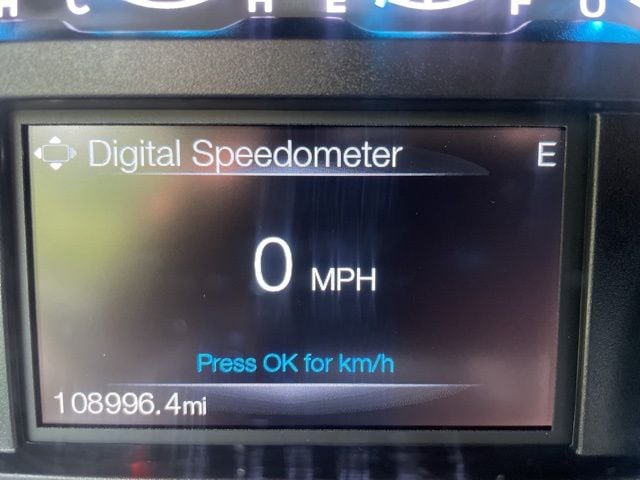 H C H E F U
Digital Speedometer E
0 MPH
Press OK for km/h
108996.4mi